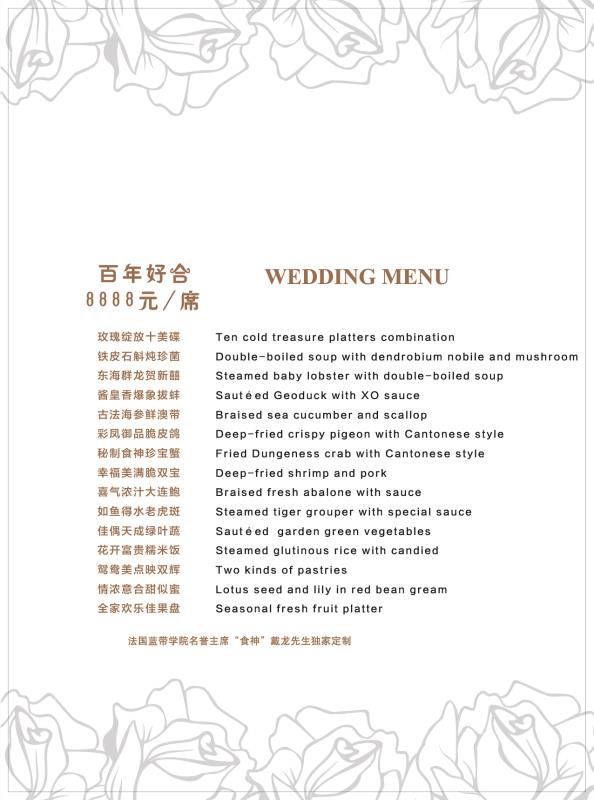 百年好合 WEDDING MENU
8888元/席
玫瑰绽放十美碟 Ten cold treasure platters combination
铁皮石斛炖珍菌 Double-boiled soup with dendrobium nobile and mushroom
东海群龙贺新囍 Steamed baby lobster with double-boiled soup
酱皇香爆象拔蚌 Sautéed Geoduck with XO sauce
古法海参鲜澳带 Braised sea cucumber and scallop
彩凤御品脆皮鸽 Deep-fried crispy pigeon with Cantonese style
秘制食神珍宝蟹 Fried Dungeness crab with Cantonese style
幸福美满脆双宝 Deep-fried shrimp and pork
喜气浓汁大连鲍 Braised fresh abalone with sauce
如鱼得水老虎斑 Steamed tiger grouper with special sauce
佳偶天成绿叶蔬 Sautéed garden green vegetables
花开富贵糯米饭 Steamed glutinous rice with candied
鸳鸯美点映双辉 Two kinds of pastries
情浓意合甜似蜜 Lotus seed and lily in red bean gream
全家欢乐佳果盘 Seasonal fresh fruit platter
法国蓝带学院名誉主席“食神”戴龙先生独家定制